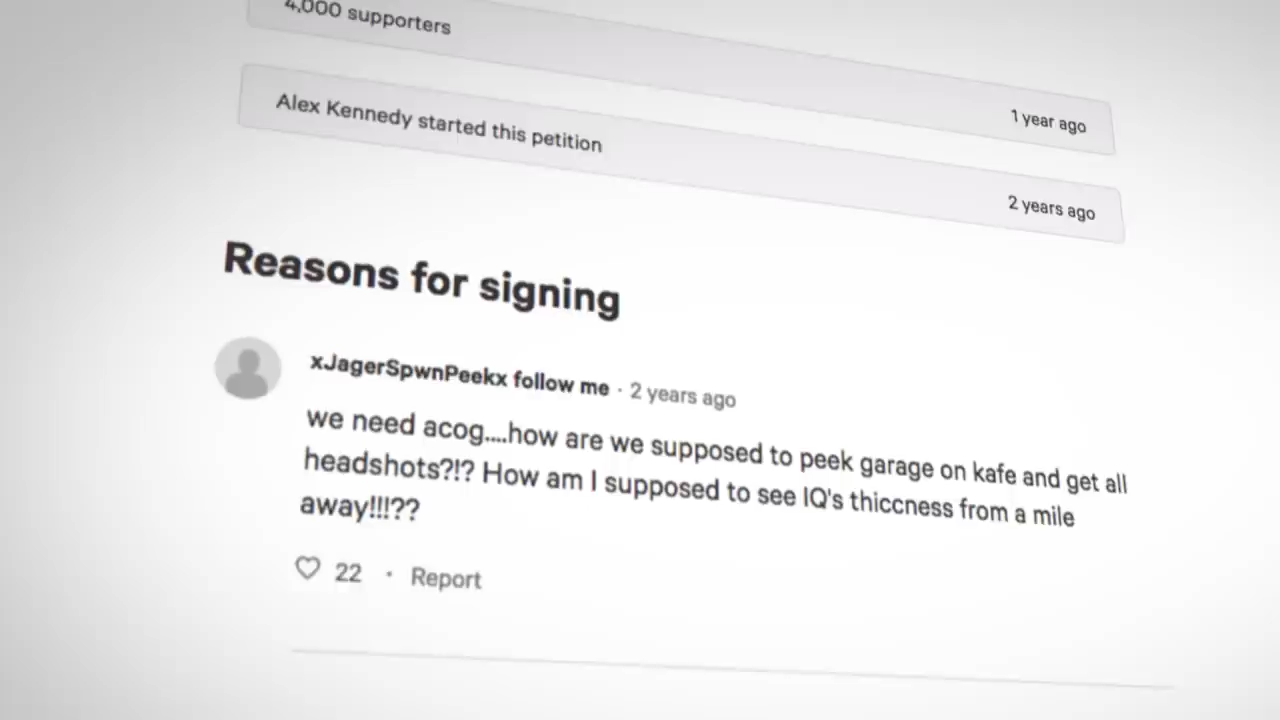 4,000 supporters
1 year ago
Alex Kennedy started this petition
2 years ago
Reasons for signing
xJagerSpwnPeekx follow me · 2 years ago
we need acog....how are we supposed to peek garage on kafe and get all
headshots?!? How am I supposed to see IQ's thiccness from a mile
away!!!??
22 · Report